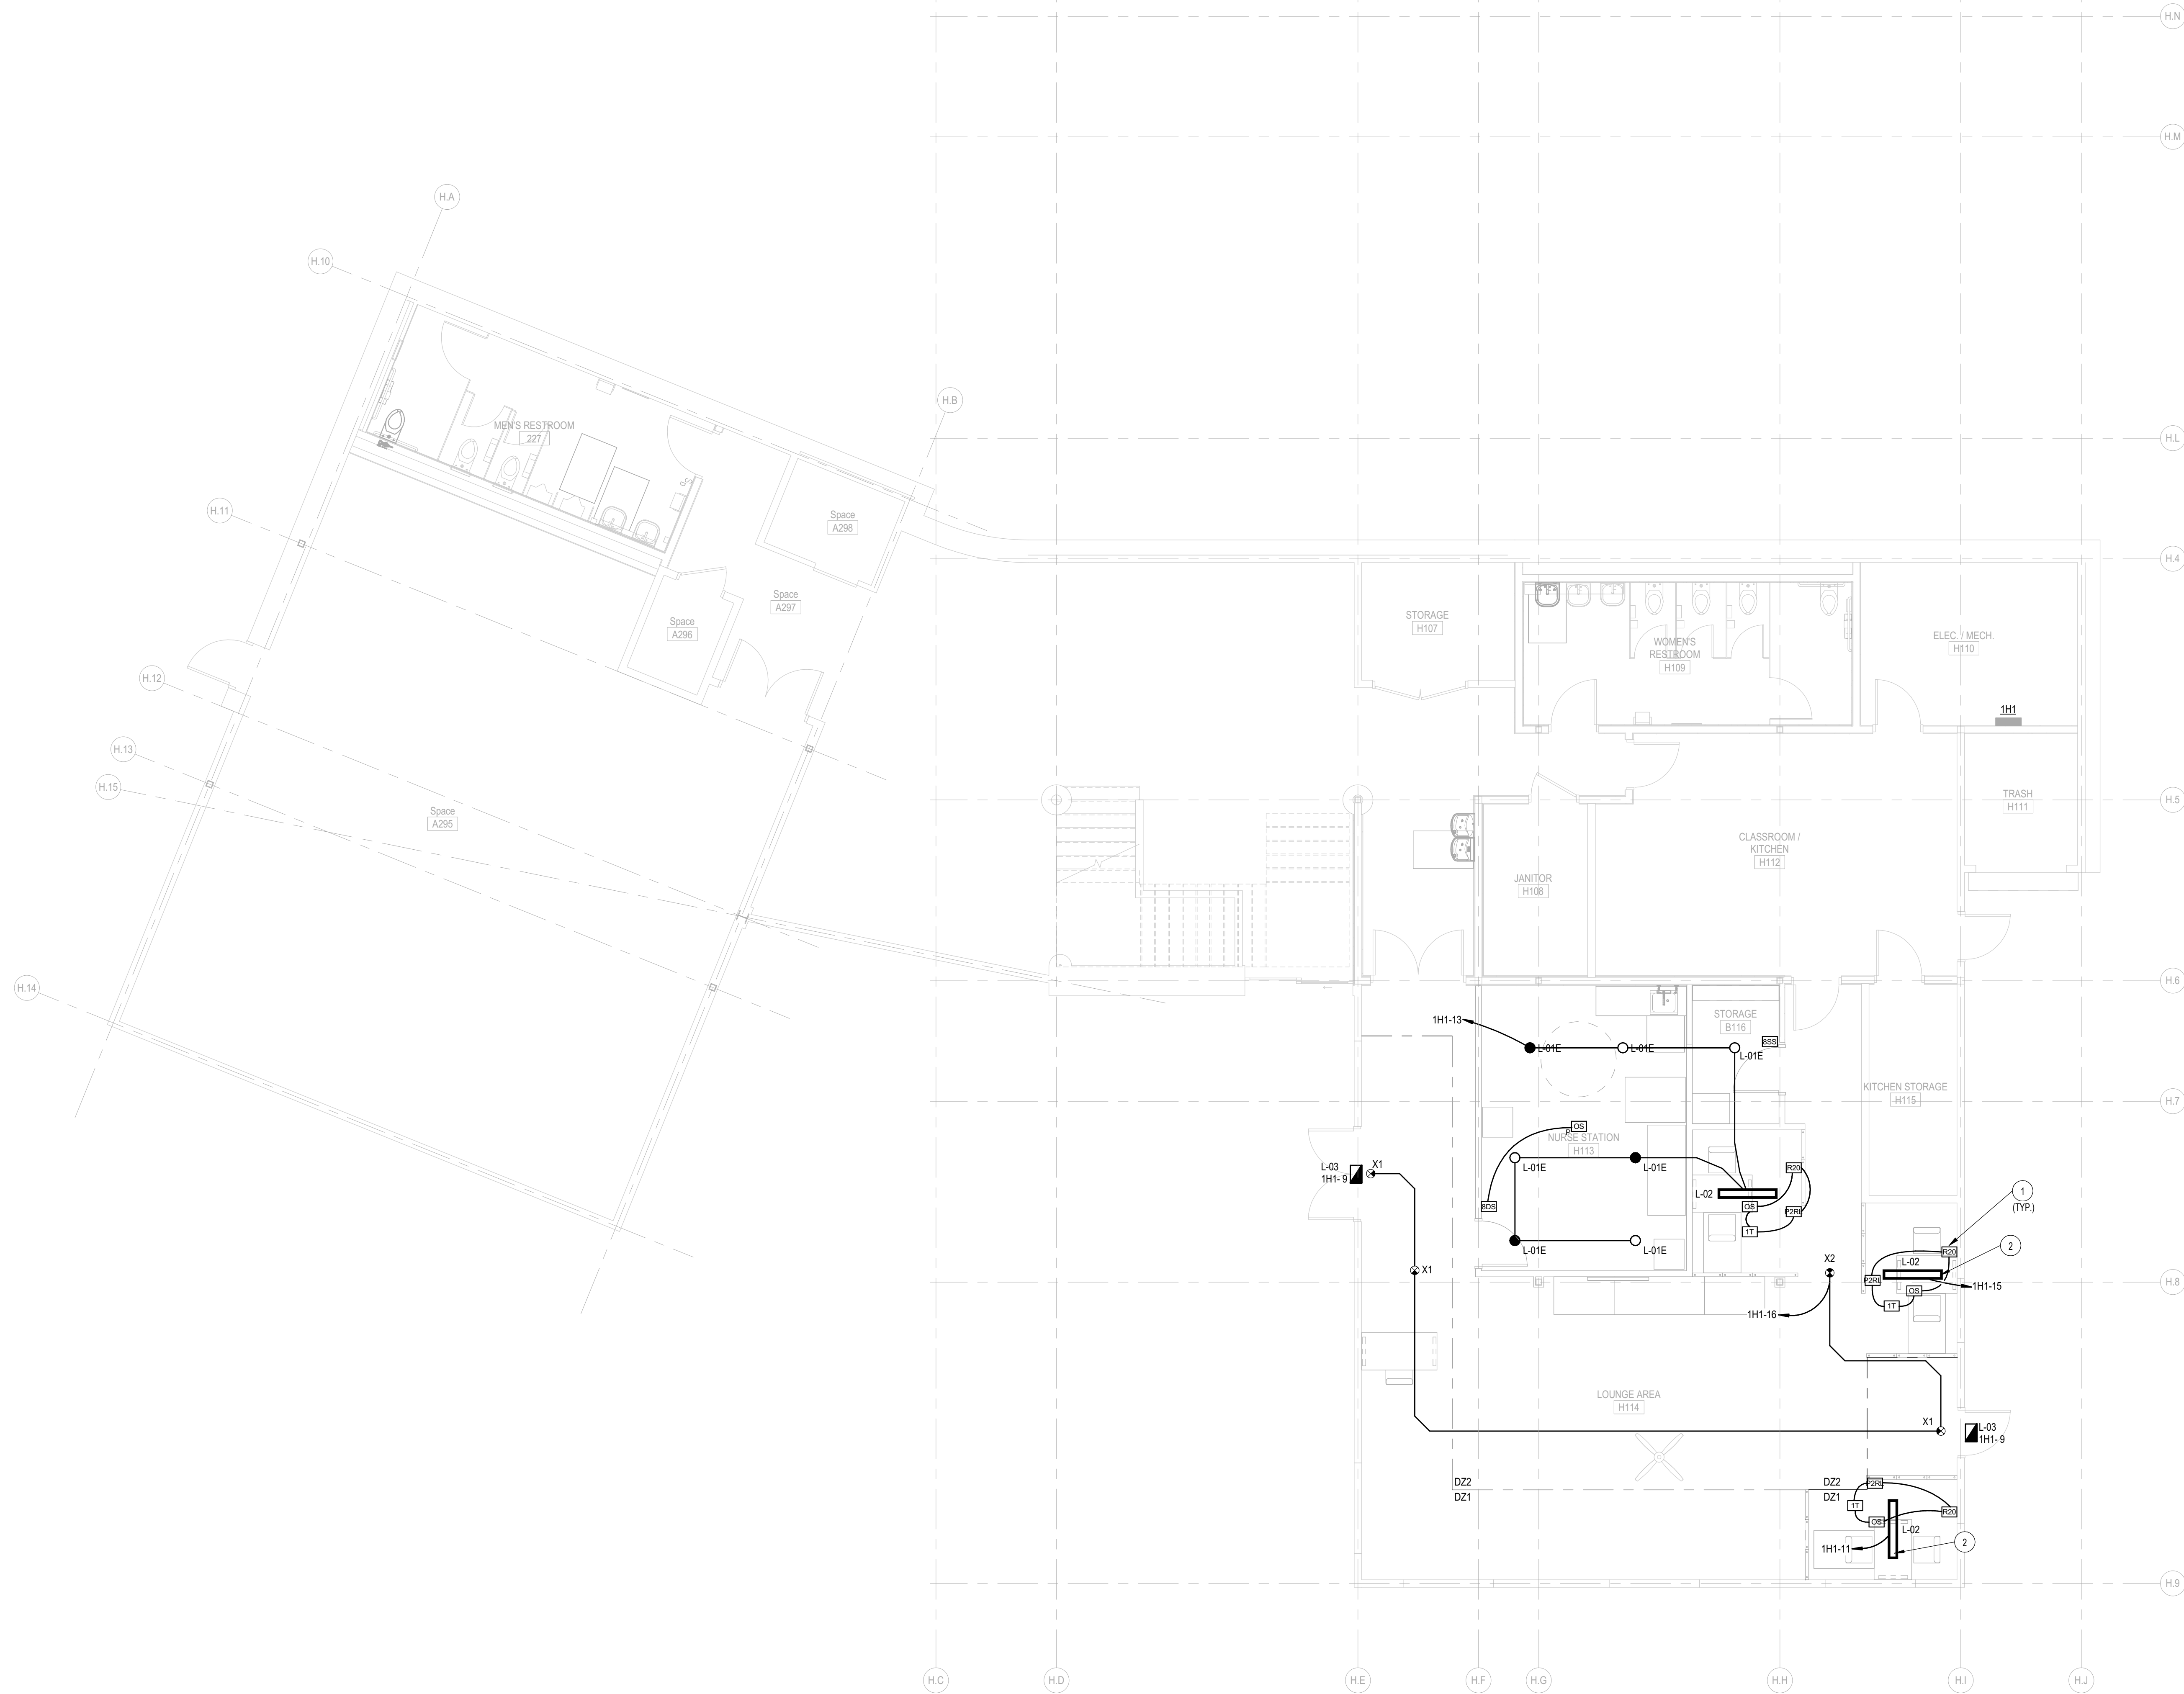 H.N
H.M
H.A
H.10
H.B
MEN'S RESTROOM
227
H.L
H.11
Space
A298
H.4
Space
A297
Space
A296
STORAGE
H107
WOMEN'S
RESTROOM
H109
ELEC. / MECH.
H110
H.12
1H1
H.13
H.15
Space
A295
H.5
TRASH
H111
CLASSROOM /
KITCHEN
H112
JANITOR
H108
H.14
H.6
1H1-13
L-01E
L-01E
L-01E
STORAGE
B116
8SS
KITCHEN STORAGE
H115
H.7
OS
P
NURSE STATION
H113
L-03
1H1- 9
X1
L-01E
L-01E
R20
L-02
OS
P2RL
1T
8DS
1
(TYP.)
L-01E
L-01E
2
R20
L-02
P2RL
OS
1T
1H1-15
X1
X2
H.8
1H1-16
LOUNGE AREA
H114
X1
L-03
1H1- 9
DZ2
DZ1
DZ2
DZ1
P2RL
1T
R20
OS
L-02
1H1-11
2
H.9
H.C
H.D
H.E
H.F
H.G
H.H
H.I
H.J